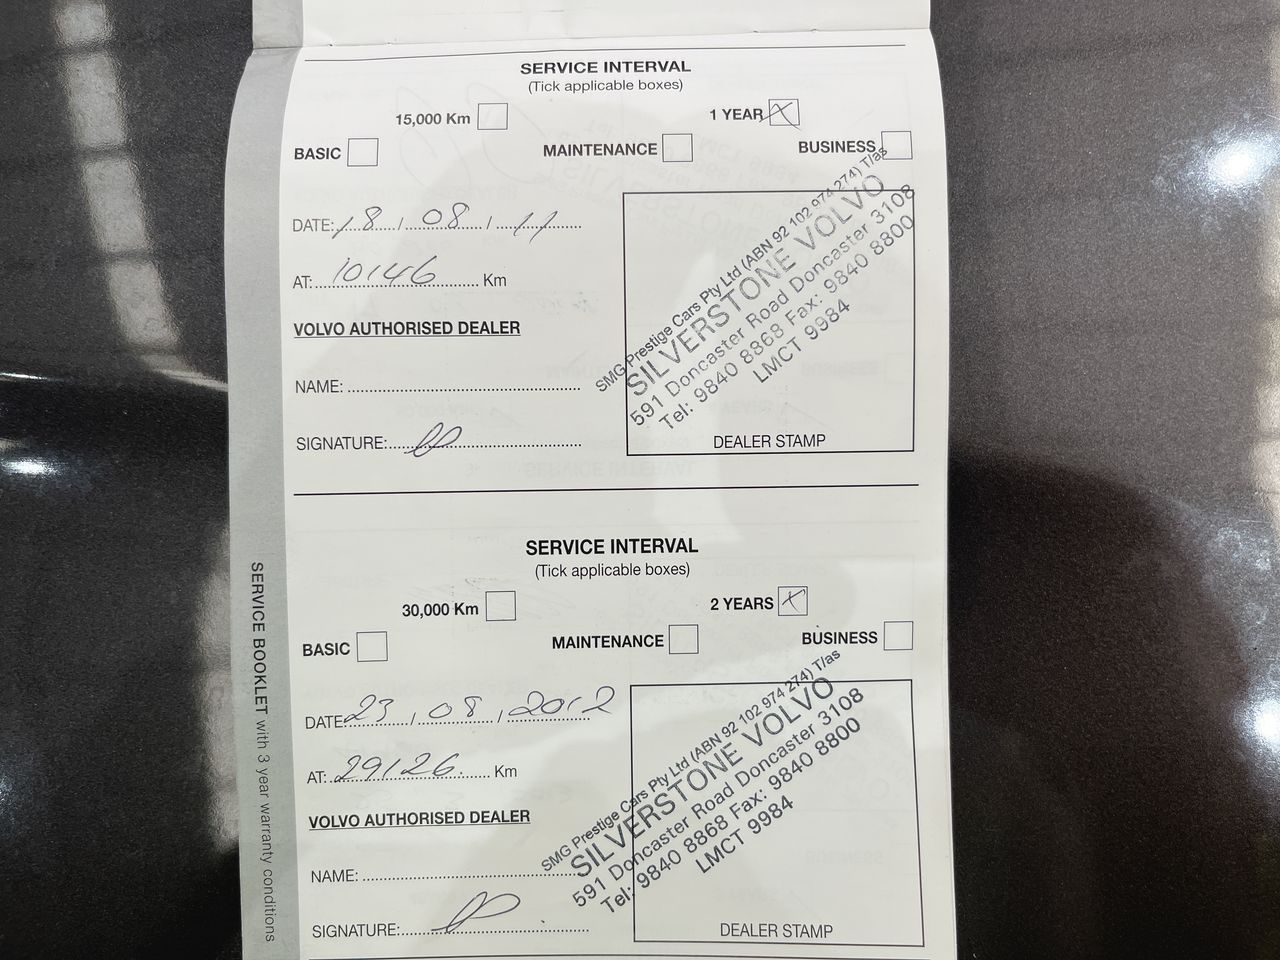 SERVICE INTERVAL
(Tick applicable boxes)
15,000 Km 1 YEAR
BASIC MAINTENANCE BUSINESS
DATE: 18 / 08 / 11
AT: 10146 Km
VOLVO AUTHORISED DEALER
NAME:
SIGNATURE:
SMG Prestige Cars Pty Ltd (ABN 92 102 974 274) T/as
SILVERSTONE VOLVO
591 Doncaster Road Doncaster 3108
Tel: 9840 8868 Fax: 9840 8800
LMCT 9984
DEALER STAMP
SERVICE INTERVAL
(Tick applicable boxes)
30,000 Km 2 YEARS
BASIC MAINTENANCE BUSINESS
DATE 23 / 08 / 2012
AT: 29126 Km
VOLVO AUTHORISED DEALER
NAME:
SIGNATURE:
SMG Prestige Cars Pty Ltd (ABN 92 102 974 274) T/as
SILVERSTONE VOLVO
591 Doncaster Road Doncaster 3108
Tel: 9840 8868 Fax: 9840 8800
LMCT 9984
DEALER STAMP
SERVICE BOOKLET with 3 year warranty conditions